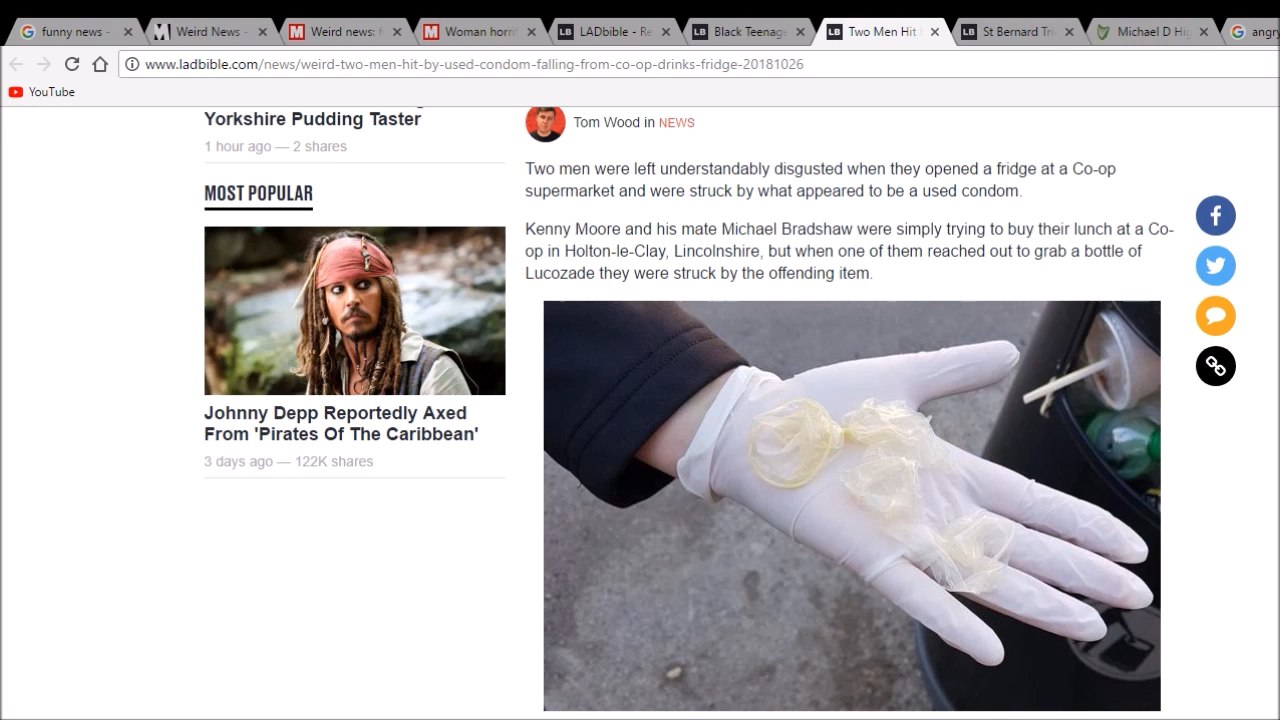 funny news -
Weird News -
Weird news: f
Woman horri
LADbible - Re
Black Teenage
Two Men Hit
St Bernard Tr
Michael D Hig
angry
www.ladbible.com/news/weird-two-men-hit-by-used-condom-falling-from-co-op-drinks-fridge-20181026
YouTube
Yorkshire Pudding Taster
1 hour ago — 2 shares
MOST POPULAR
Johnny Depp Reportedly Axed
From 'Pirates Of The Caribbean'
3 days ago — 122K shares
Tom Wood in NEWS
Two men were left understandably disgusted when they opened a fridge at a Co-op
supermarket and were struck by what appeared to be a used condom.
Kenny Moore and his mate Michael Bradshaw were simply trying to buy their lunch at a Co-
op in Holton-le-Clay, Lincolnshire, but when one of them reached out to grab a bottle of
Lucozade they were struck by the offending item.